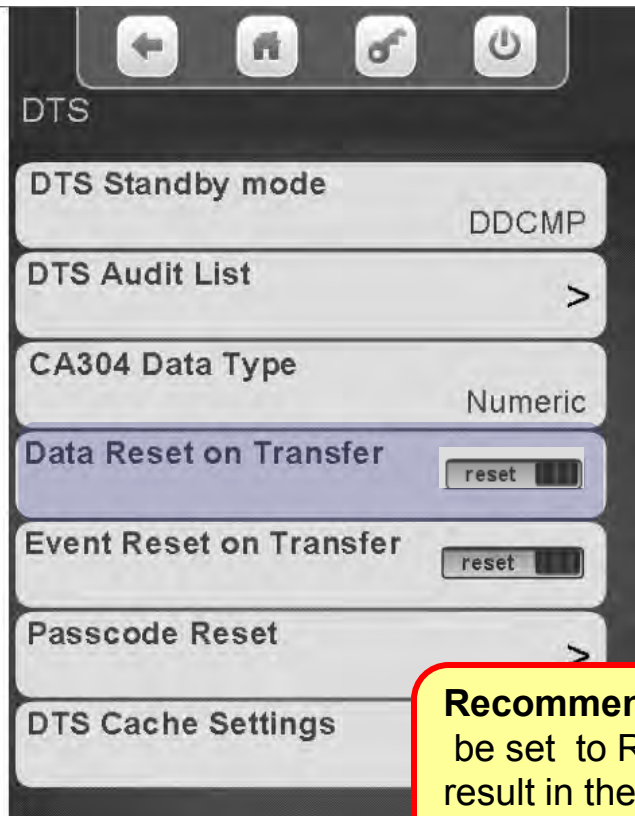 DTS
DTS Standby mode
DDCMP
DTS Audit List
>
CA304 Data Type
Numeric
Data Reset on Transfer
reset
Event Reset on Transfer
reset
Passcode Reset
>
DTS Cache Settings
be set to
result in the